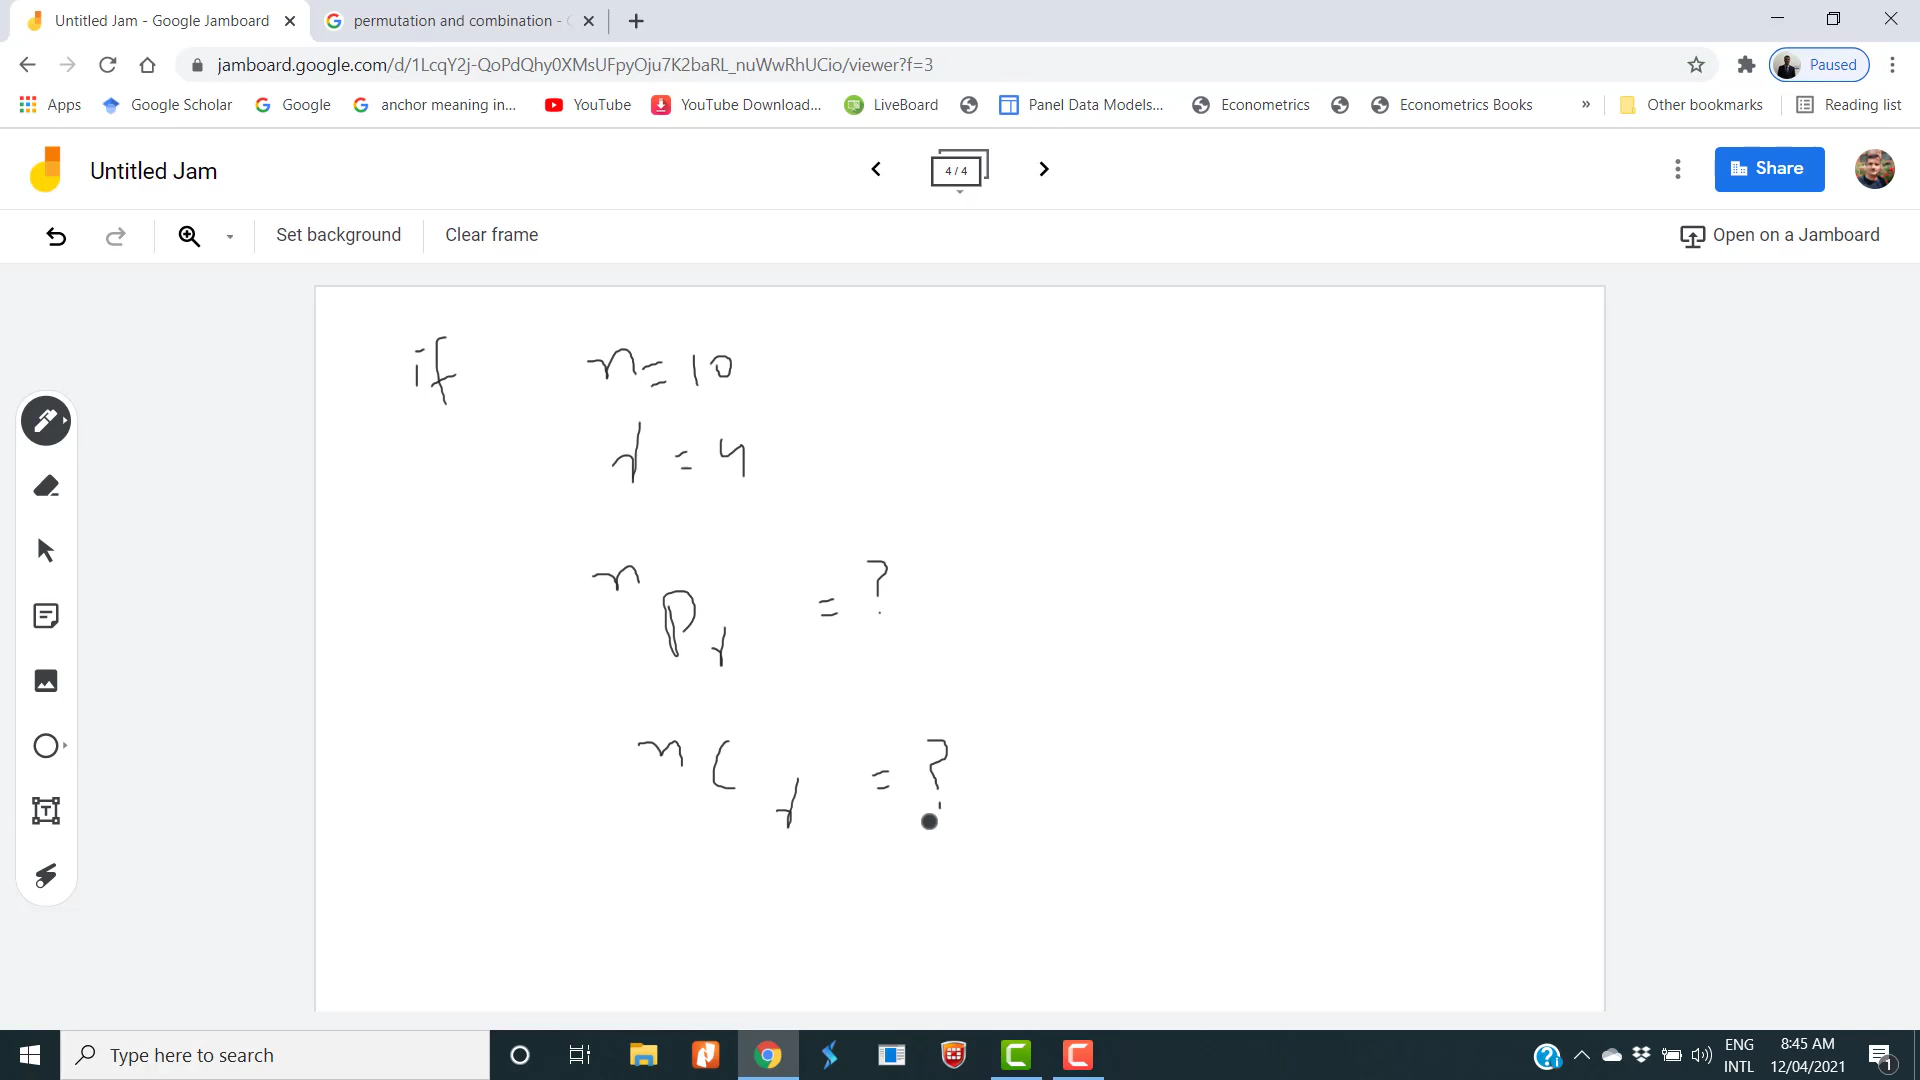 Untitled Jam - Google Jamboard
permutation and combination -
jamboard.google.com/d/1LcqY2j-QoPdQhy0XMsUFpyOju7K2baRL_nuWwRhUCio/viewer?f=3
Paused
Apps Google Scholar Google anchor meaning in... YouTube YouTube Download... LiveBoard Panel Data Models... Econometrics Econometrics Books » Other bookmarks Reading list
Untitled Jam
4 / 4
Share
Set background Clear frame Open on a Jamboard
if n = 10
r = 4
n P r = ?
n C r = ?
Type here to search
ENG 8:45 AM
INTL 12/04/2021
1